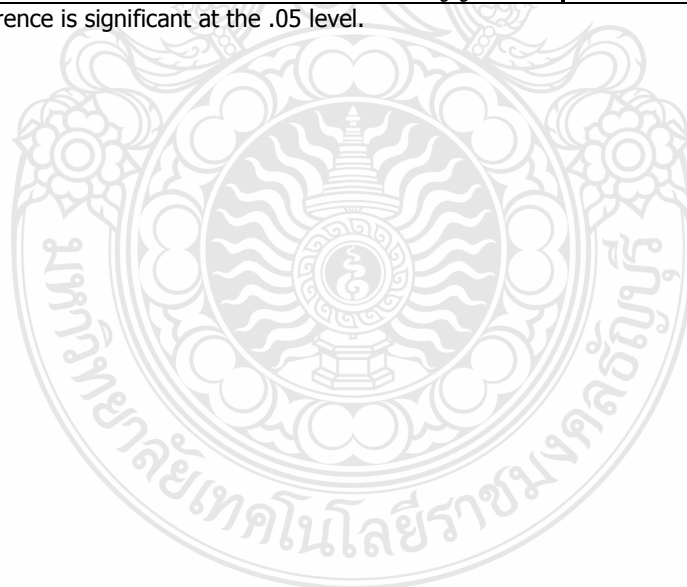 rence is significant at the .05 level.
มหาวิทยาลัยเทคโนโลยีราชมงคลธัญบุรี